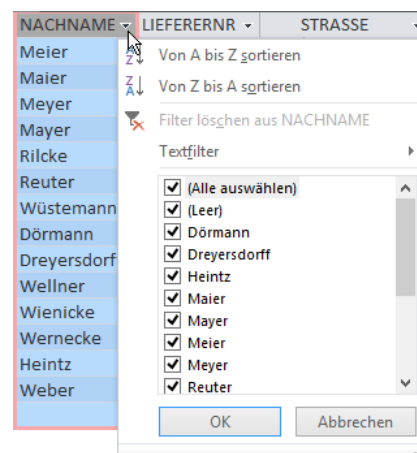 NACHNAME LIEFERERNR STRASSE
Meier
Maier
Meyer
Mayer
Rilcke
Reuter
Wüstemann
Dörmann
Dreyersdorf
Wellner
Wienicke
Wernecke
Heintz
Weber
Von A bis Z sortieren
Von Z bis A sortieren
Filter löschen aus NACHNAME
Textfilter
(Alle auswählen)
(Leer)
Dörmann
Dreyersdorff
Heintz
Maier
Mayer
Meier
Meyer
Reuter
OK Abbrechen